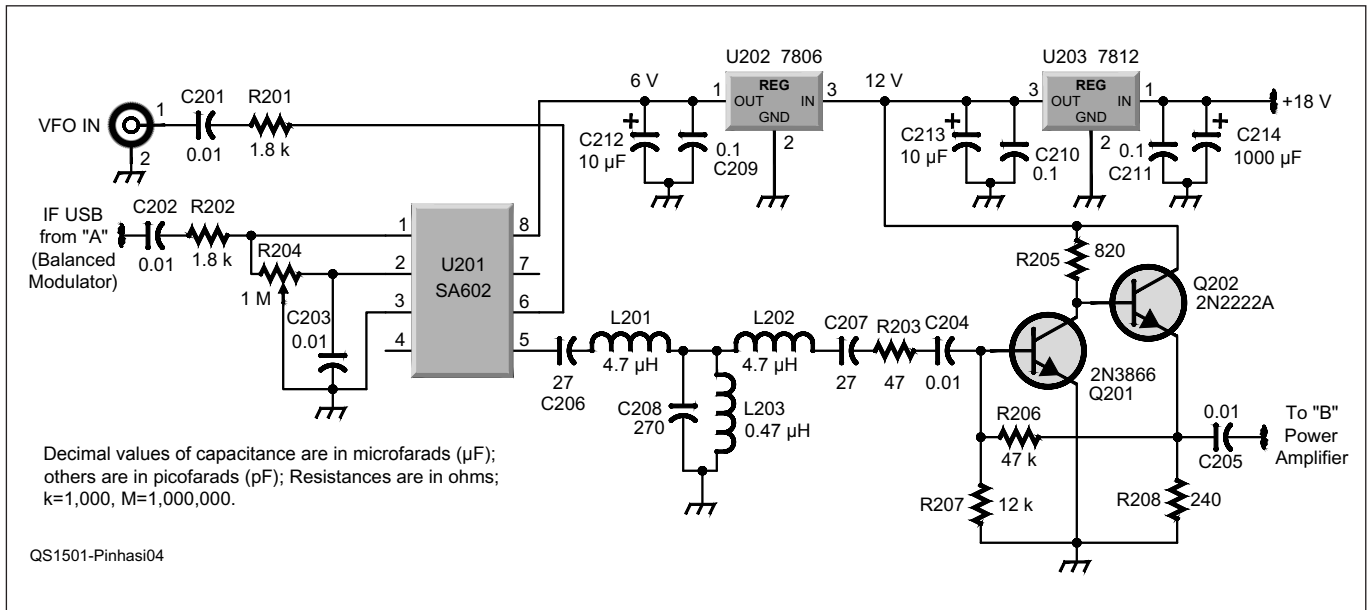 U202 7806
U203 7812
6 V
12 V
REG
1 OUT IN 3
GND
2
REG
3 OUT IN 1
GND
2
+18 V
VFO IN
1
2
C201
0.01
R201
1.8 k
C212
10 µF
+
0.1
C209
C213
10 µF
+
C210
0.1
0.1
C211
+
C214
1000 µF
IF USB
from "A"
(Balanced
Modulator)
C202
0.01
R202
1.8 k
R204
1 M
C203
0.01
1
2
3
4
U201
SA602
8
7
6
5
27
C206
L201
4.7 µH
C208
270
L203
0.47 µH
L202
4.7 µH
C207
27
R203
47
C204
0.01
R205
820
Q202
2N2222A
2N3866
Q201
R206
47 k
R207
12 k
R208
240
0.01
C205
To "B"
Power
Amplifier
Decimal values of capacitance are in microfarads (µF);
others are in picofarads (pF); Resistances are in ohms;
k=1,000, M=1,000,000.
QS1501-Pinhasi04